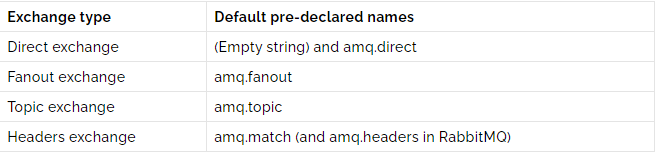 Exchange type Default pre-declared names
Direct exchange (Empty string) and amq.direct
Fanout exchange amq.fanout
Topic exchange amq.topic
Headers exchange amq.match (and amq.headers in RabbitMQ)